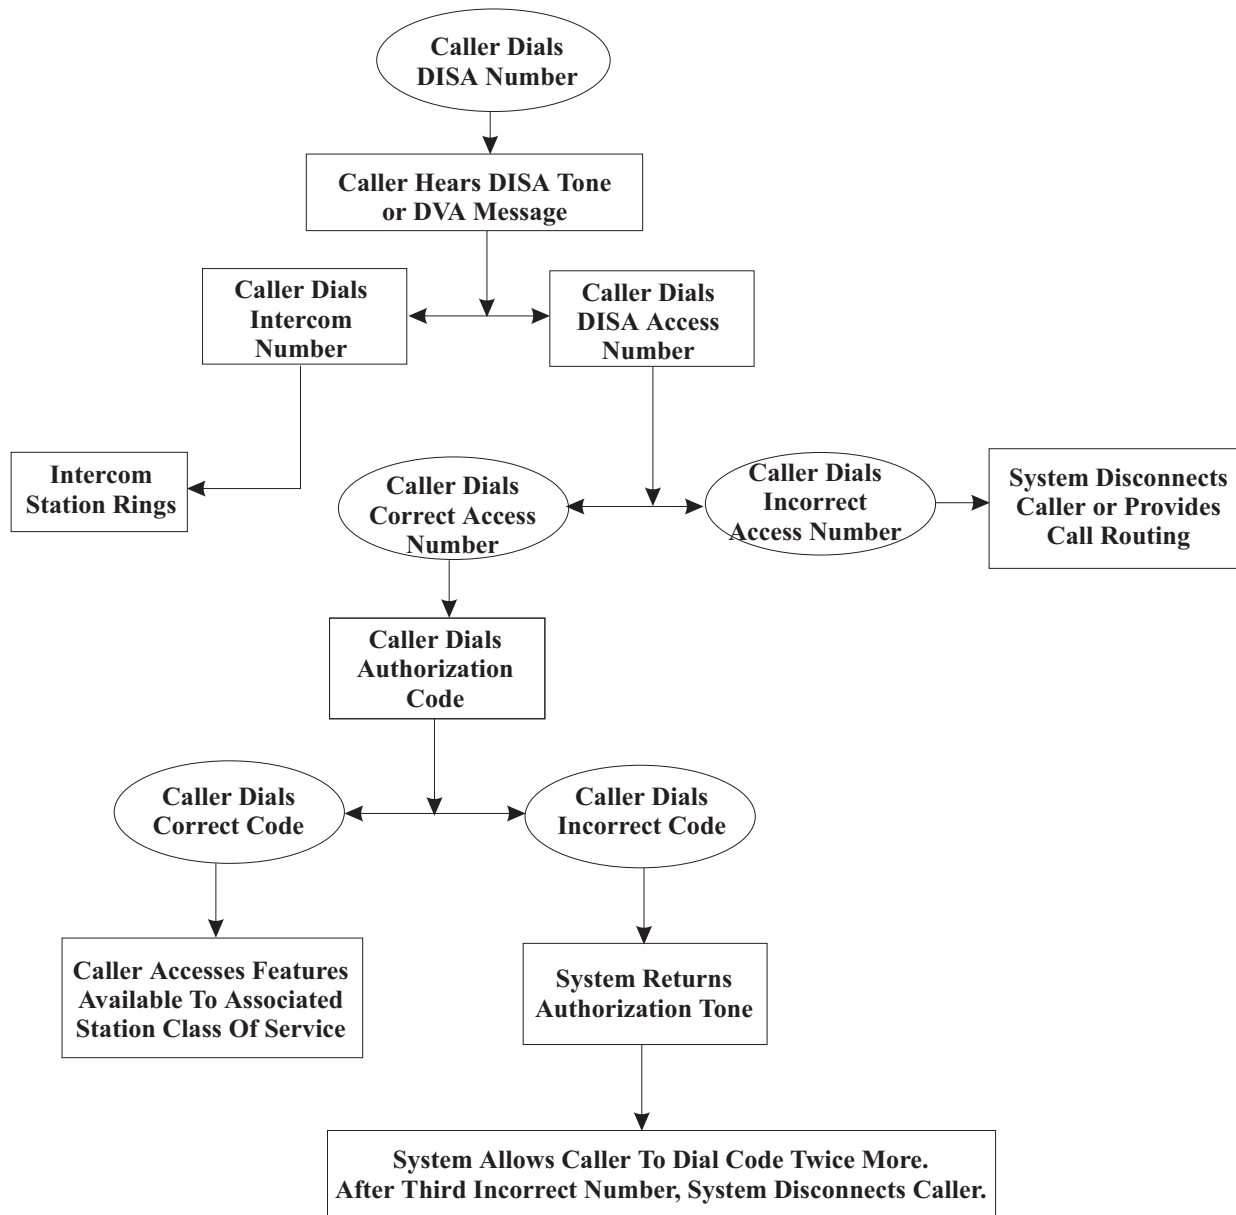 Caller Dials
DISA Number
Caller Hears DISA Tone
or DVA Message
Caller Dials
Intercom
Number
Caller Dials
DISA Access
Number
Intercom
Station Rings
Caller Dials
Correct Access
Number
Caller Dials
Incorrect
Access Number
System Disconnects
Caller or Provides
Call Routing
Caller Dials
Authorization
Code
Caller Dials
Correct Code
Caller Dials
Incorrect Code
Caller Accesses Features
Available To Associated
Station Class Of Service
System Returns
Authorization Tone
System Allows Caller To Dial Code Twice More.
After Third Incorrect Number, System Disconnects Caller.